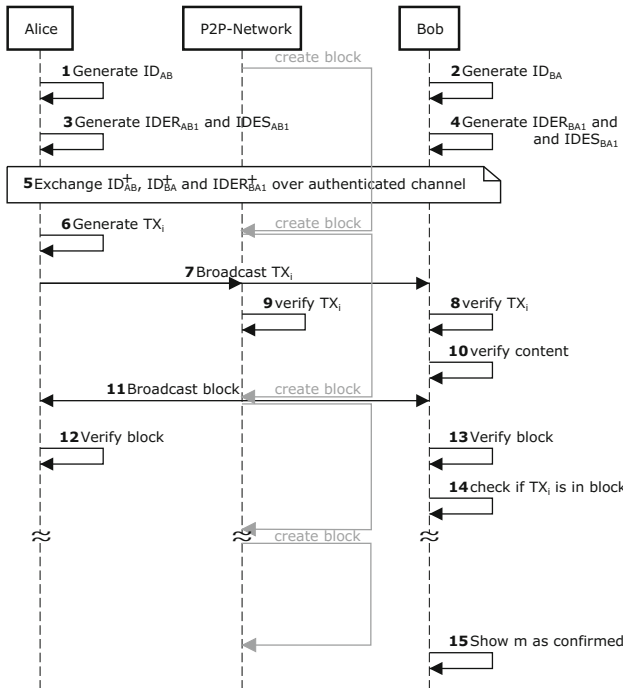 Alice P2P-Network Bob
create block
1 Generate ID_AB 2 Generate ID_BA
3 Generate IDER_AB1 and IDES_AB1 4 Generate IDER_BA1 and
and IDES_BA1
5 Exchange ID+_AB, ID+_BA and IDER+_BA1 over authenticated channel
6 Generate TX_i create block
7 Broadcast TX_i
9 verify TX_i 8 verify TX_i
10 verify content
11 Broadcast block create block
12 Verify block 13 Verify block
14 check if TX_i is in block
≈ ≈ ≈
create block
15 Show m as confirmed